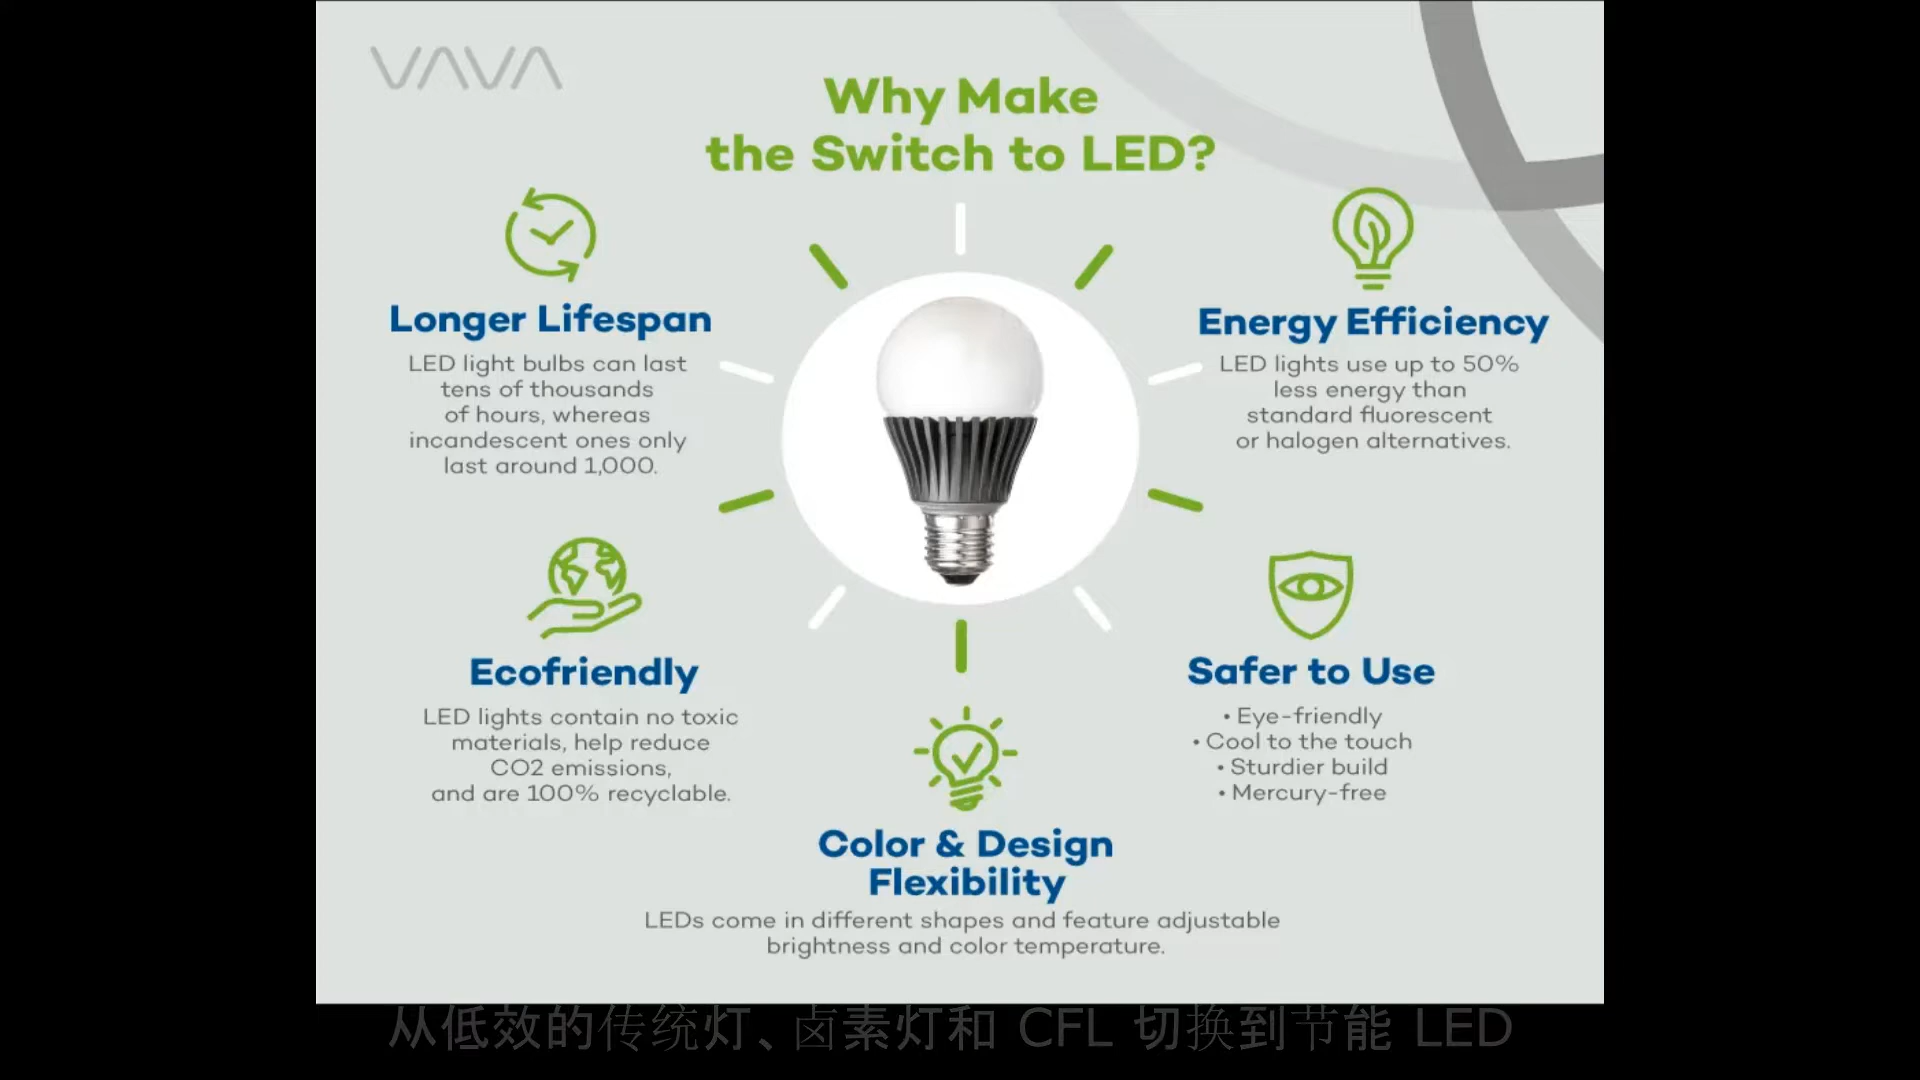 VAVA
Why Make
the Switch to LED?
Longer Lifespan
LED light bulbs can last
tens of thousands
of hours, whereas
incandescent ones only
last around 1,000.
Energy Efficiency
LED lights use up to 50%
less energy than
standard fluorescent
or halogen alternatives.
Ecofriendly
LED lights contain no toxic
materials, help reduce
CO2 emissions,
and are 100% recyclable.
Safer to Use
• Eye-friendly
• Cool to the touch
• Sturdier build
• Mercury-free
Color & Design
Flexibility
LEDs come in different shapes and feature adjustable
brightness and color temperature.
从低效的传统灯、卤素灯和 CFL 切换到节能 LED